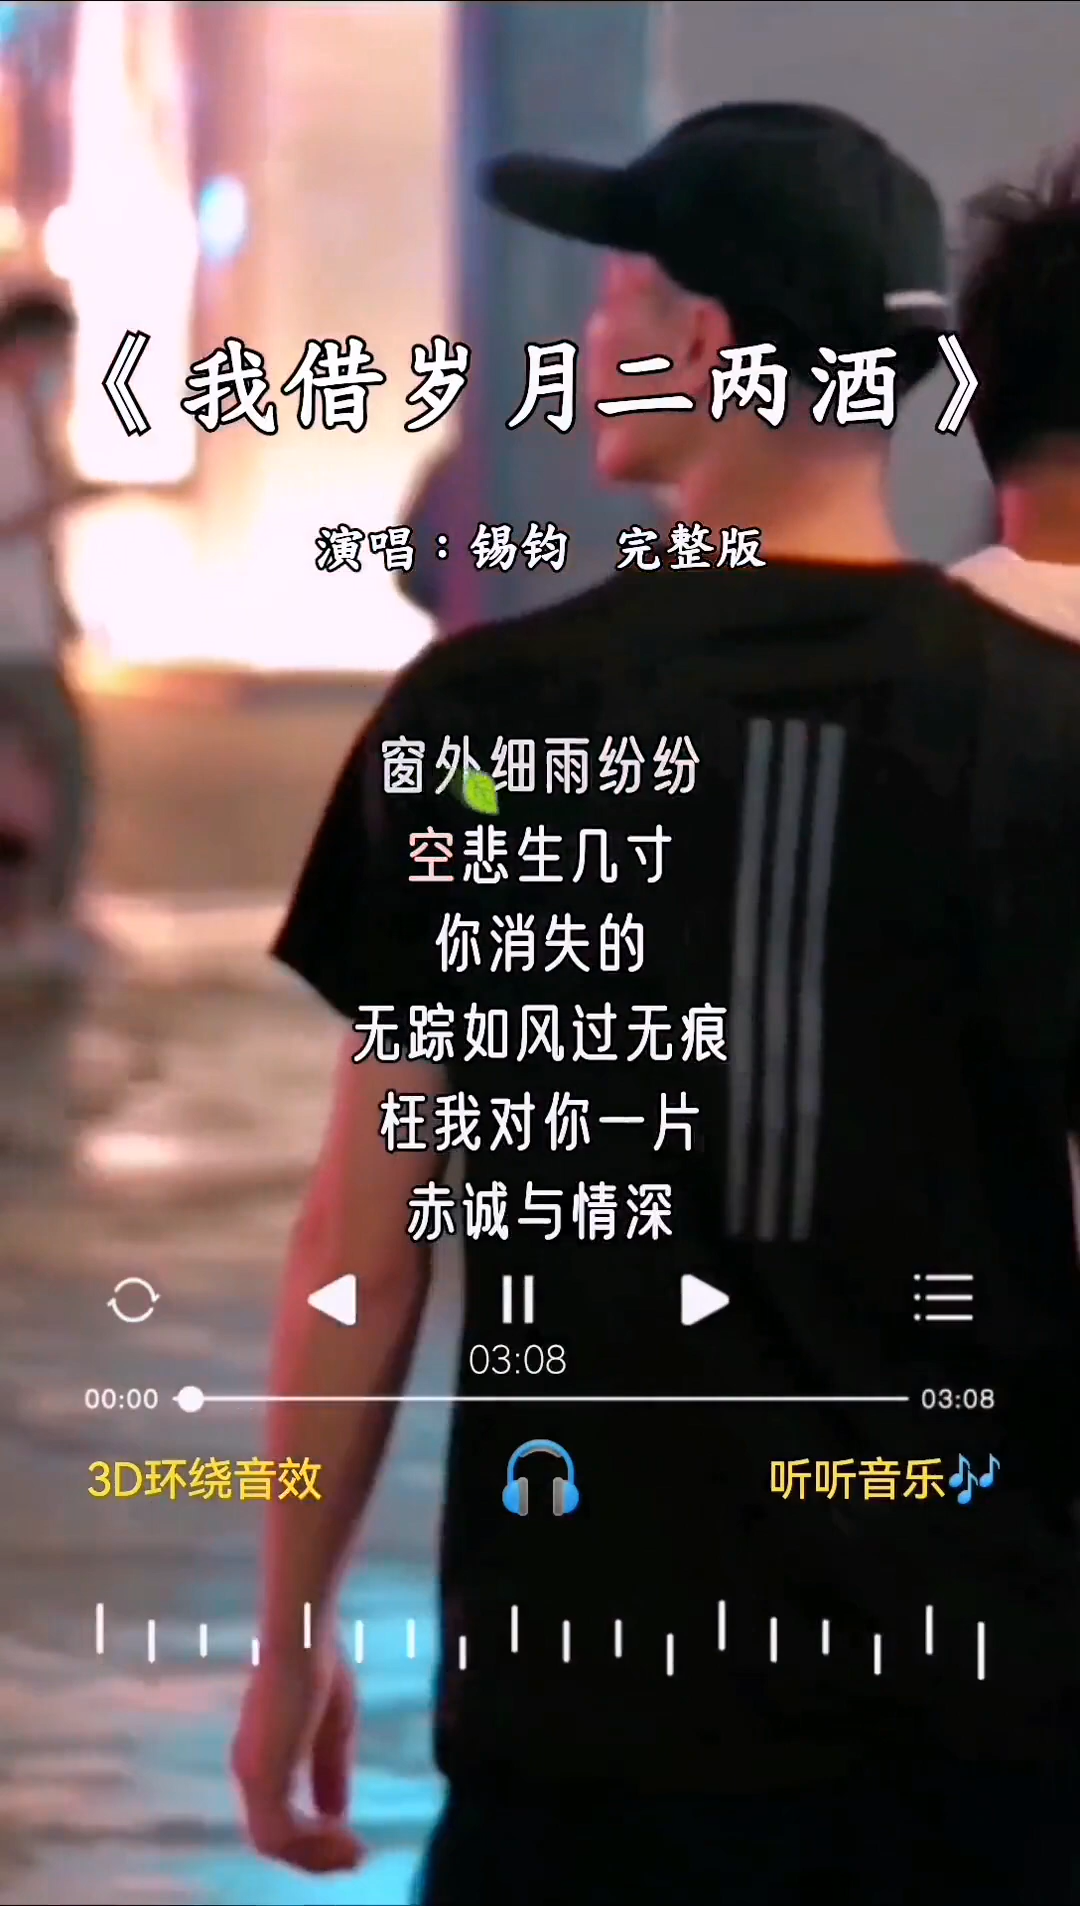 《我借岁月二两酒》
演唱：锡钧 完整版
窗外细雨纷纷
空悲生几寸
你消失的
无踪如风过无痕
枉我对你一片
赤诚与情深
03:08
00:00 03:08
3D环绕音效 听听音乐